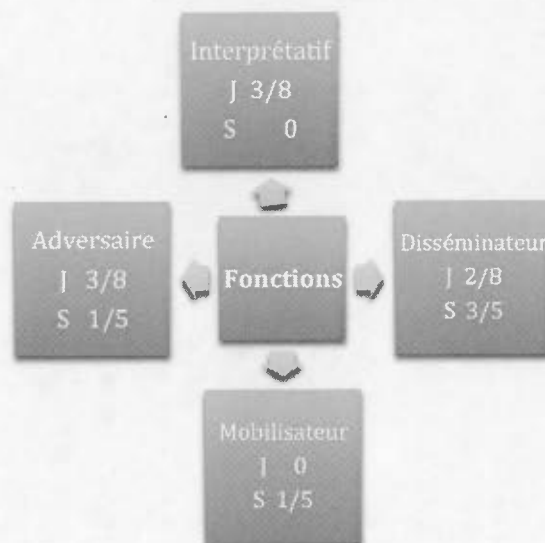 Interprétatif
J 3/8
S 0
Adversaire
J 3/8
S 1/5
Fonctions
Disséminateur
J 2/8
S 3/5
Mobilisateur
J 0
S 1/5